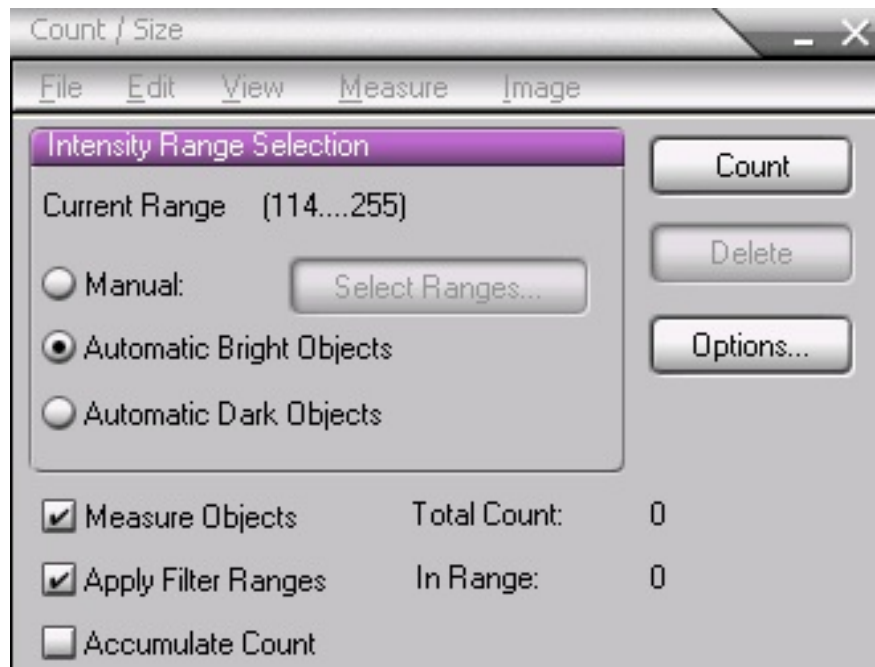 Count / Size
File Edit View Measure Image
Intensity Range Selection
Current Range (114....255)
Manual: Select Ranges...
Automatic Bright Objects
Automatic Dark Objects
Count
Delete
Options...
Measure Objects Total Count: 0
Apply Filter Ranges In Range: 0
Accumulate Count